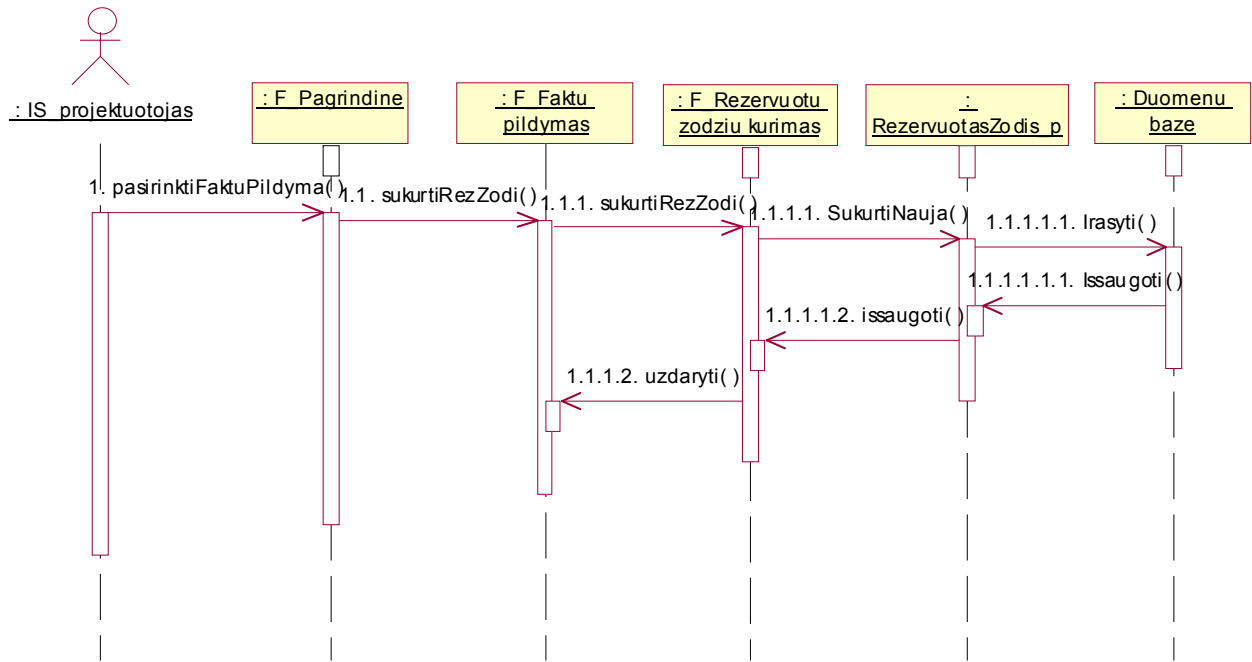 : IS_projektuotojas
: F_Pagrindine
: F_Faktu
pildymas
: F_Rezervuotu
zodziu kurimas
:
RezervuotasZodis_p
: Duomenu
baze
1. pasirinktiFaktuPildyma( )
1.1. sukurtiRezZodi( )
1.1.1. sukurtiRezZodi( )
1.1.1.1. SukurtiNauja( )
1.1.1.1.1. Irasyti( )
1.1.1.1.1.1. Issaugoti( )
1.1.1.1.2. issaugoti( )
1.1.1.2. uzdaryti( )